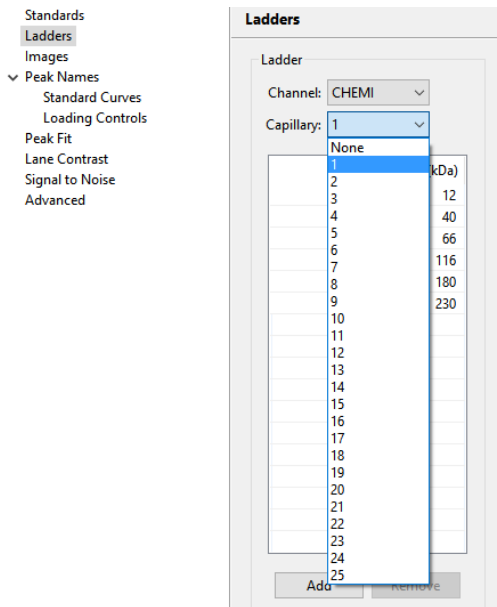 Standards
Ladders
Images
Peak Names
Standard Curves
Loading Controls
Peak Fit
Lane Contrast
Signal to Noise
Advanced
Ladders
Ladder
Channel: CHEMI
Capillary: 1
None
1
2
3
4
5
6
7
8
9
10
11
12
13
14
15
16
17
18
19
20
21
22
23
24
25
(kDa)
12
40
66
116
180
230
Add
Remove